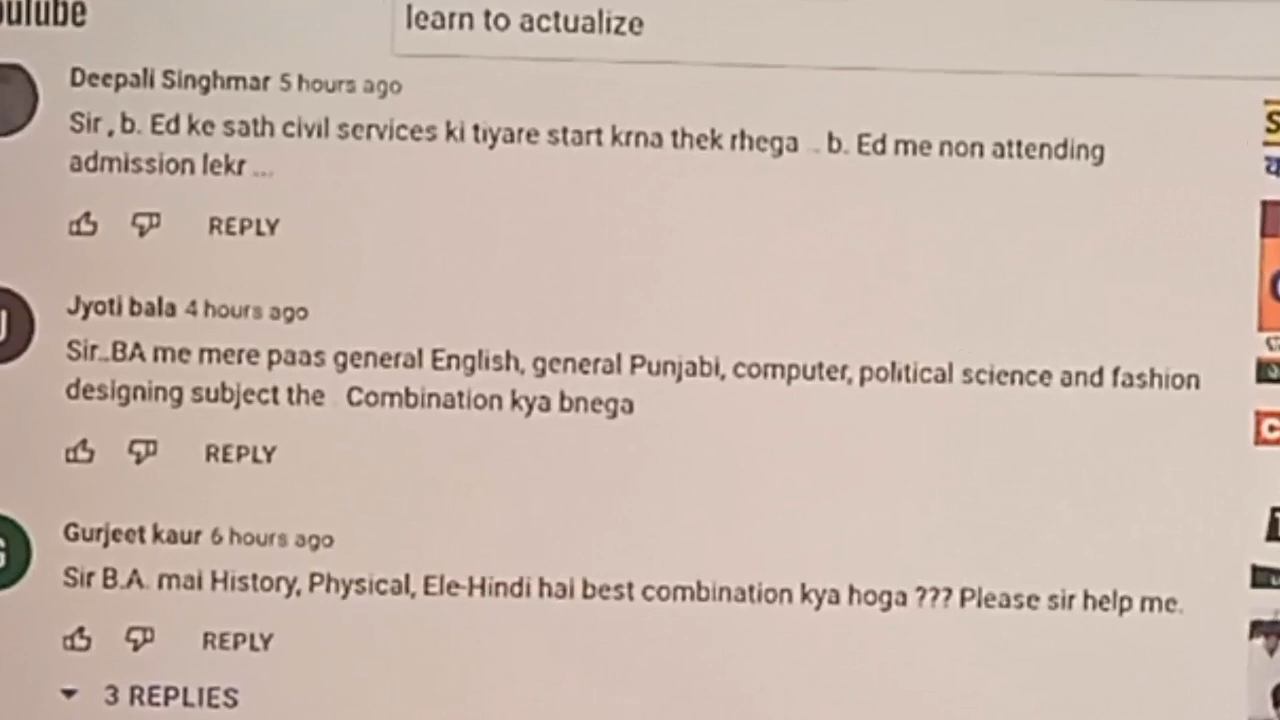 learn to actualize
Deepali Singhmar 5 hours ago
Sir , b. Ed ke sath civil services ki tiyare start krna thek rhega .. b. Ed me non attending
admission lekr ...
REPLY
Jyoti bala 4 hours ago
Sir..BA me mere paas general English, general Punjabi, computer, political science and fashion
designing subject the Combination kya bnega
REPLY
Gurjeet kaur 6 hours ago
Sir B.A. mai History, Physical, Ele-Hindi hai best combination kya hoga ??? Please sir help me.
REPLY
3 REPLIES